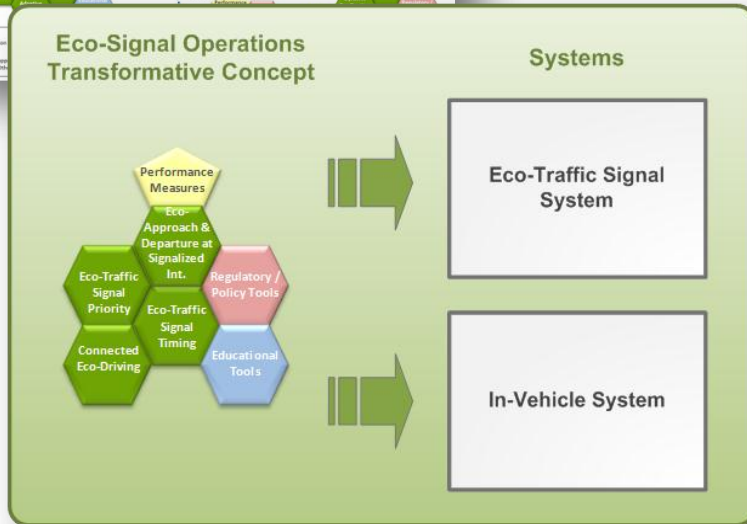 Eco-Signal Operations
Transformative Concept
Systems
Performance
Measures
Eco-
Approach &
Departure at
Signalized
Int.
Eco-Traffic
Signal
Priority
Regulatory /
Policy Tools
Eco-Traffic
Signal
Timing
Connected
Eco-Driving
Educational
Tools
Eco-Traffic Signal
System
In-Vehicle System